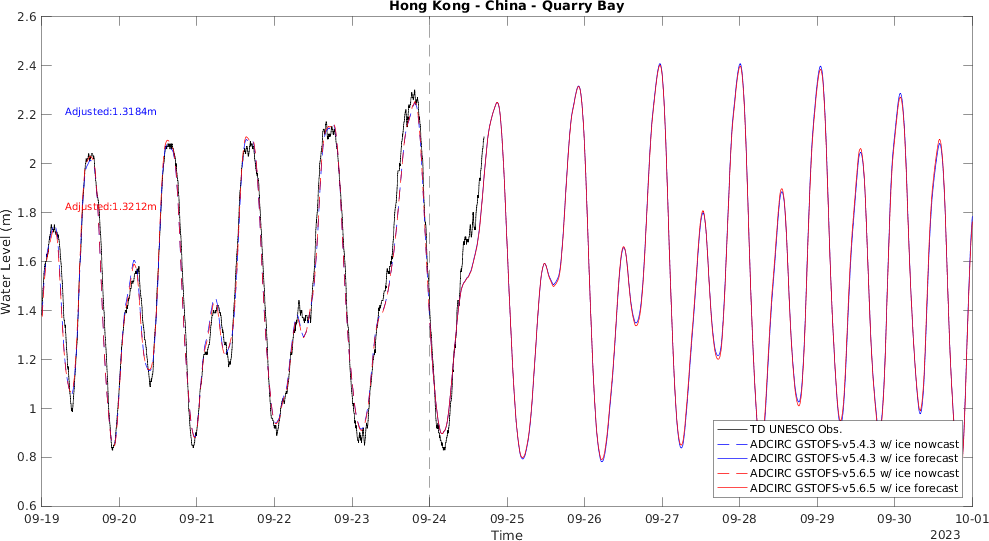 Hong Kong - China - Quarry Bay
2.6
2.4
2.2
2
1.8
1.6
1.4
1.2
1
0.8
0.6
Water Level (m)
Adjusted:1.3184m
Adjusted:1.3212m
TD UNESCO Obs.
ADCIRC GSTOFS-v5.4.3 w/ ice nowcast
ADCIRC GSTOFS-v5.4.3 w/ ice forecast
ADCIRC GSTOFS-v5.6.5 w/ ice nowcast
ADCIRC GSTOFS-v5.6.5 w/ ice forecast
09-19 09-20 09-21 09-22 09-23 09-24 09-25 09-26 09-27 09-28 09-29 09-30 10-01
Time
2023